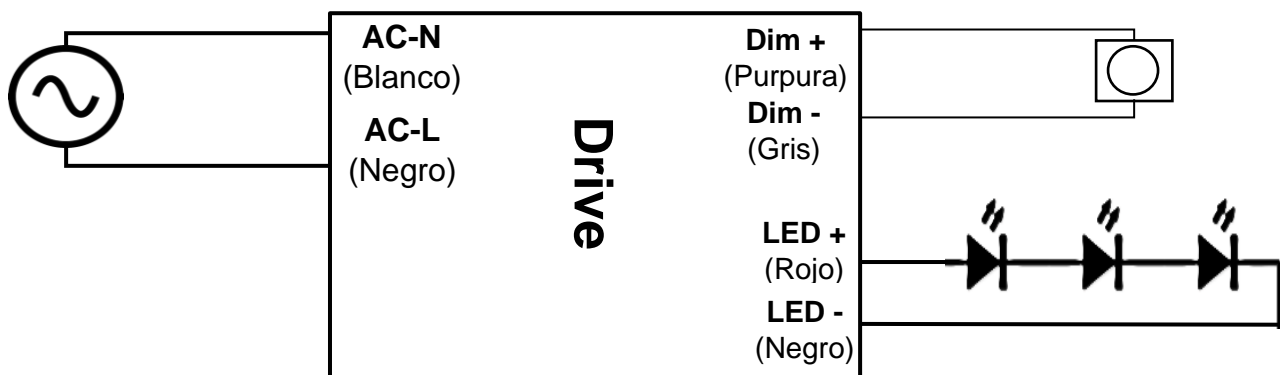 AC-N
(Blanco)
AC-L
(Negro)
Drive
Dim +
(Purpura)
Dim -
(Gris)
LED +
(Rojo)
LED -
(Negro)